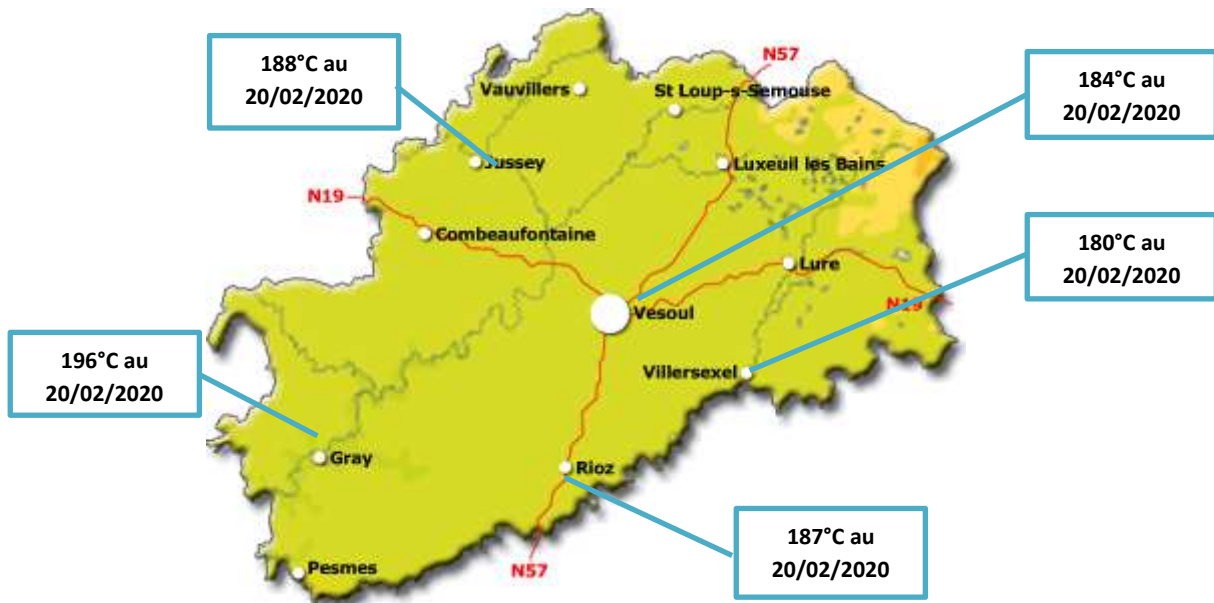 188°C au
20/02/2020
N57
184°C au
20/02/2020
Vauvillers
St Loup-s-Semouse
Jussey
Luxeuil les Bains
N19
Combeaufontaine
180°C au
20/02/2020
Lure
N19
Vesoul
196°C au
20/02/2020
Villersexel
Gray
Rioz
187°C au
20/02/2020
Pesmes
N57